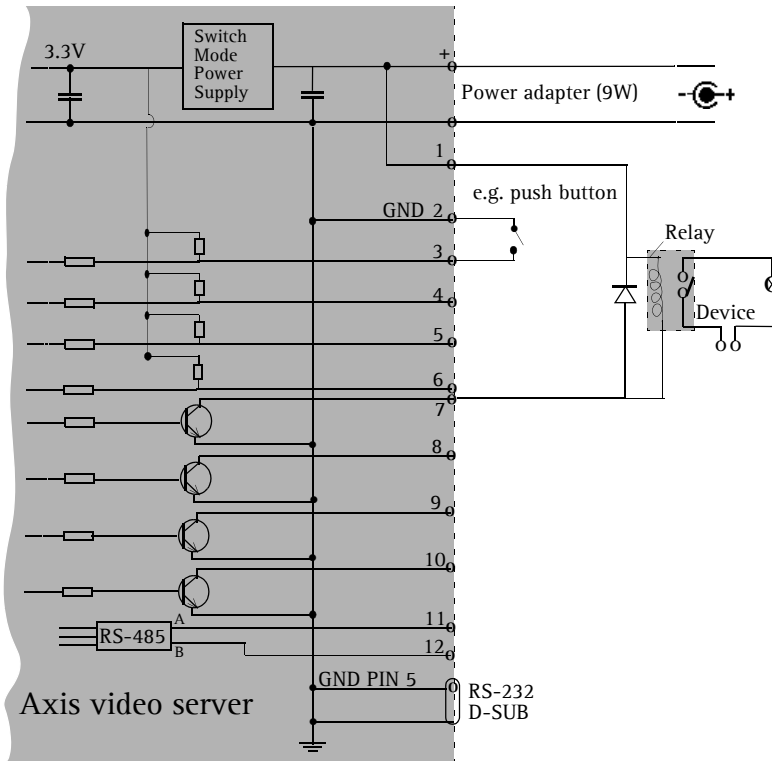 Switch
Mode
Power
Supply
3.3V
+
Power adapter (9W)
- +
1
e.g. push button
GND 2
Relay
3
4
Device
5
6
7
8
9
10
A
RS-485
B
11
12
GND PIN 5
RS-232
D-SUB
Axis video server